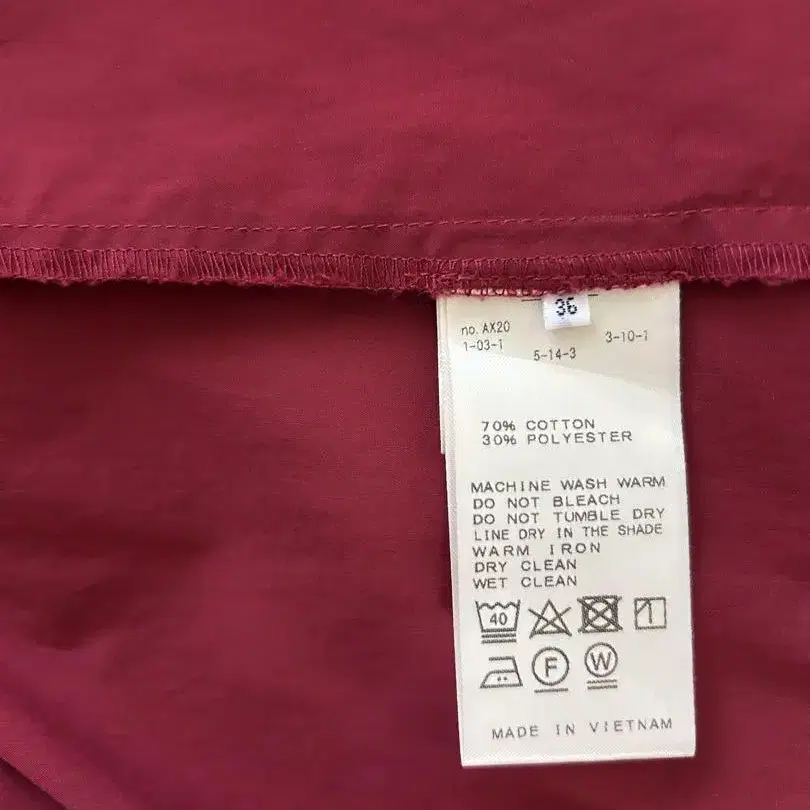 36
no. AX20
1-03-1
5-14-3
3-10-1
70% COTTON
30% POLYESTER
MACHINE WASH WARM
DO NOT BLEACH
DO NOT TUMBLE DRY
LINE DRY IN THE SHADE
WARM IRON
DRY CLEAN
WET CLEAN
40
F W
MADE IN VIETNAM